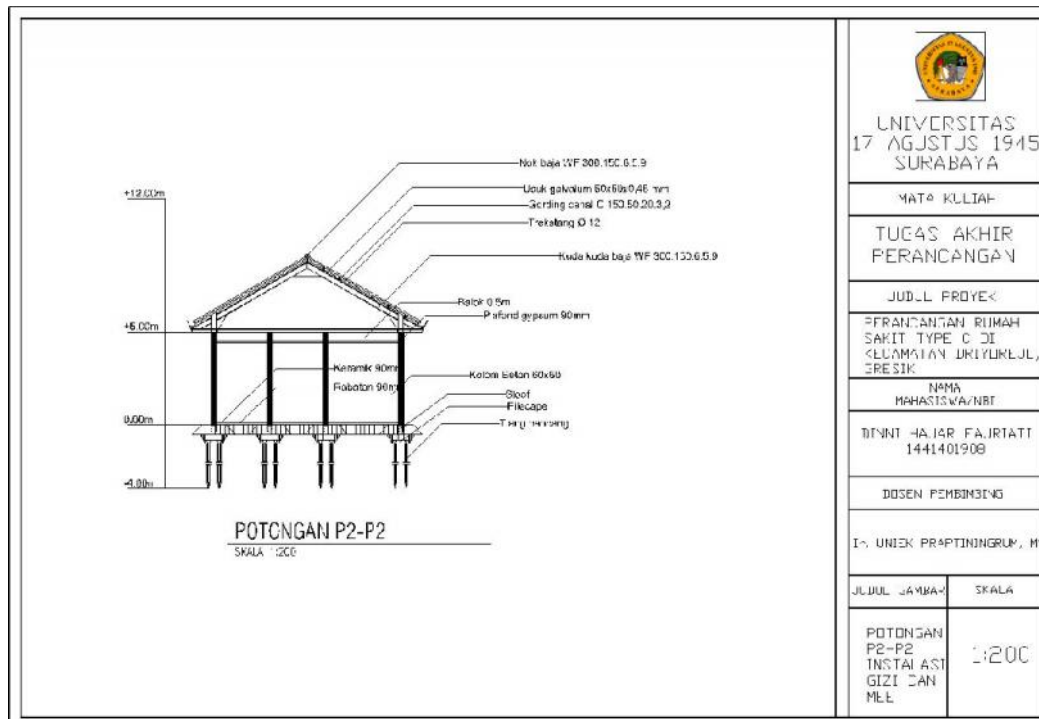 Nok baja WF 300.150.6.5.9
Usuk galvalum 60x60x0,45 mm
Gording canal C 150.50.20.3,2
Trekstang Ø 12
Kuda kuda baja WF 300.150.6.5.9
Balok 0.5m
Plafond gypsum 90mm
Keramik 90mm
Rabaton 90mm
Kolom Beton 60x60
Sloof
Pilecape
Tiang pancang
+12.00m
+5.00m
0.00m
-4.00m
POTONGAN P2-P2
SKALA 1:200
UNIVERSITAS
17 AGUSTUS 1945
SURABAYA
MATA KULIAH
TUGAS AKHIR
PERANCANGAN
JUDUL PROYEK
PERANCANGAN RUMAH
SAKIT TYPE C DI
KECAMATAN DRIYOREJO,
GRESIK
NAMA
MAHASISWA/NBI
DINNI HAJAR FAJRIATI
1441401908
DOSEN PEMBIMBING
Ir. UNIEK PRAPTININGRUM, M
JUDUL GAMBAR
SKALA
POTONGAN
P2-P2
INSTALASI
GIZI DAN
MEE
1:200